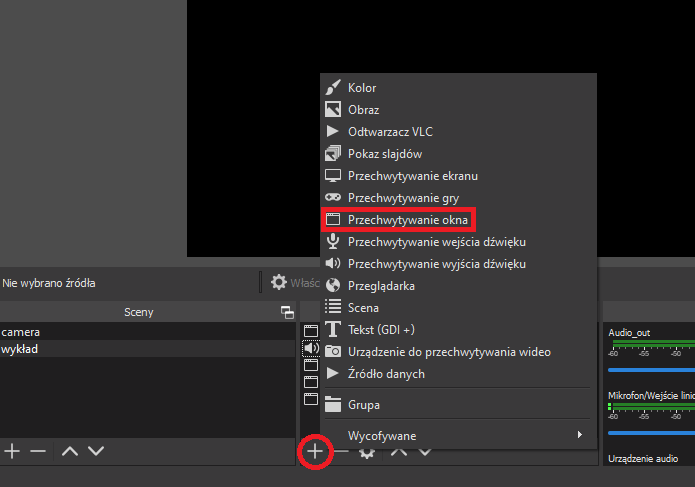 Kolor
Obraz
Odtwarzacz VLC
Pokaz slajdów
Przechwytywanie ekranu
Przechwytywanie gry
Przechwytywanie okna
Przechwytywanie wejścia dźwięku
Przechwytywanie wyjścia dźwięku
Przeglądarka
Scena
Tekst (GDI +)
Urządzenie do przechwytywania wideo
Źródło danych
Grupa
Wycofywane
Nie wybrano źródła
Właśc
Sceny
camera
wykład
Audio_out
-60 -55 -50
Mikrofon/Wejście linio
-60 -55 -50
Urządzenie audio